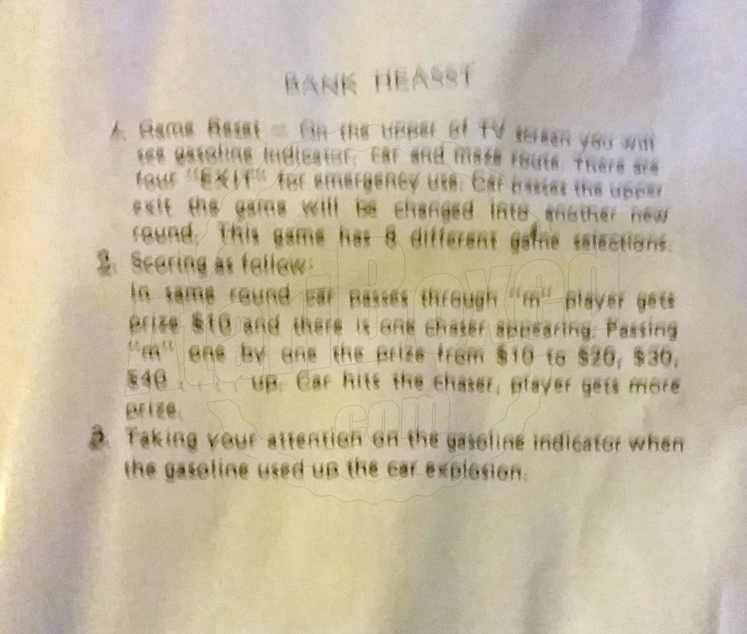 BANK HEASST
1. Game Reset = On the upper of TV screen you will
see gasoline indicator, car and maze route. There are
four "EXIT" for emergency use. Car passes the upper
exit the game will be changed into another new
round. This game has 8 different game selections.
2. Scoring as follow:
In same round car passes through "m" player gets
prize $10 and there is one chaser appearing. Passing
"m" one by one the prize from $10 to $20, $30,
$40 . . . . . up. Car hits the chaser, player gets more
prize.
3. Taking your attention on the gasoline indicator when
the gasoline used up the car explosion.
AtariBoxed
.com